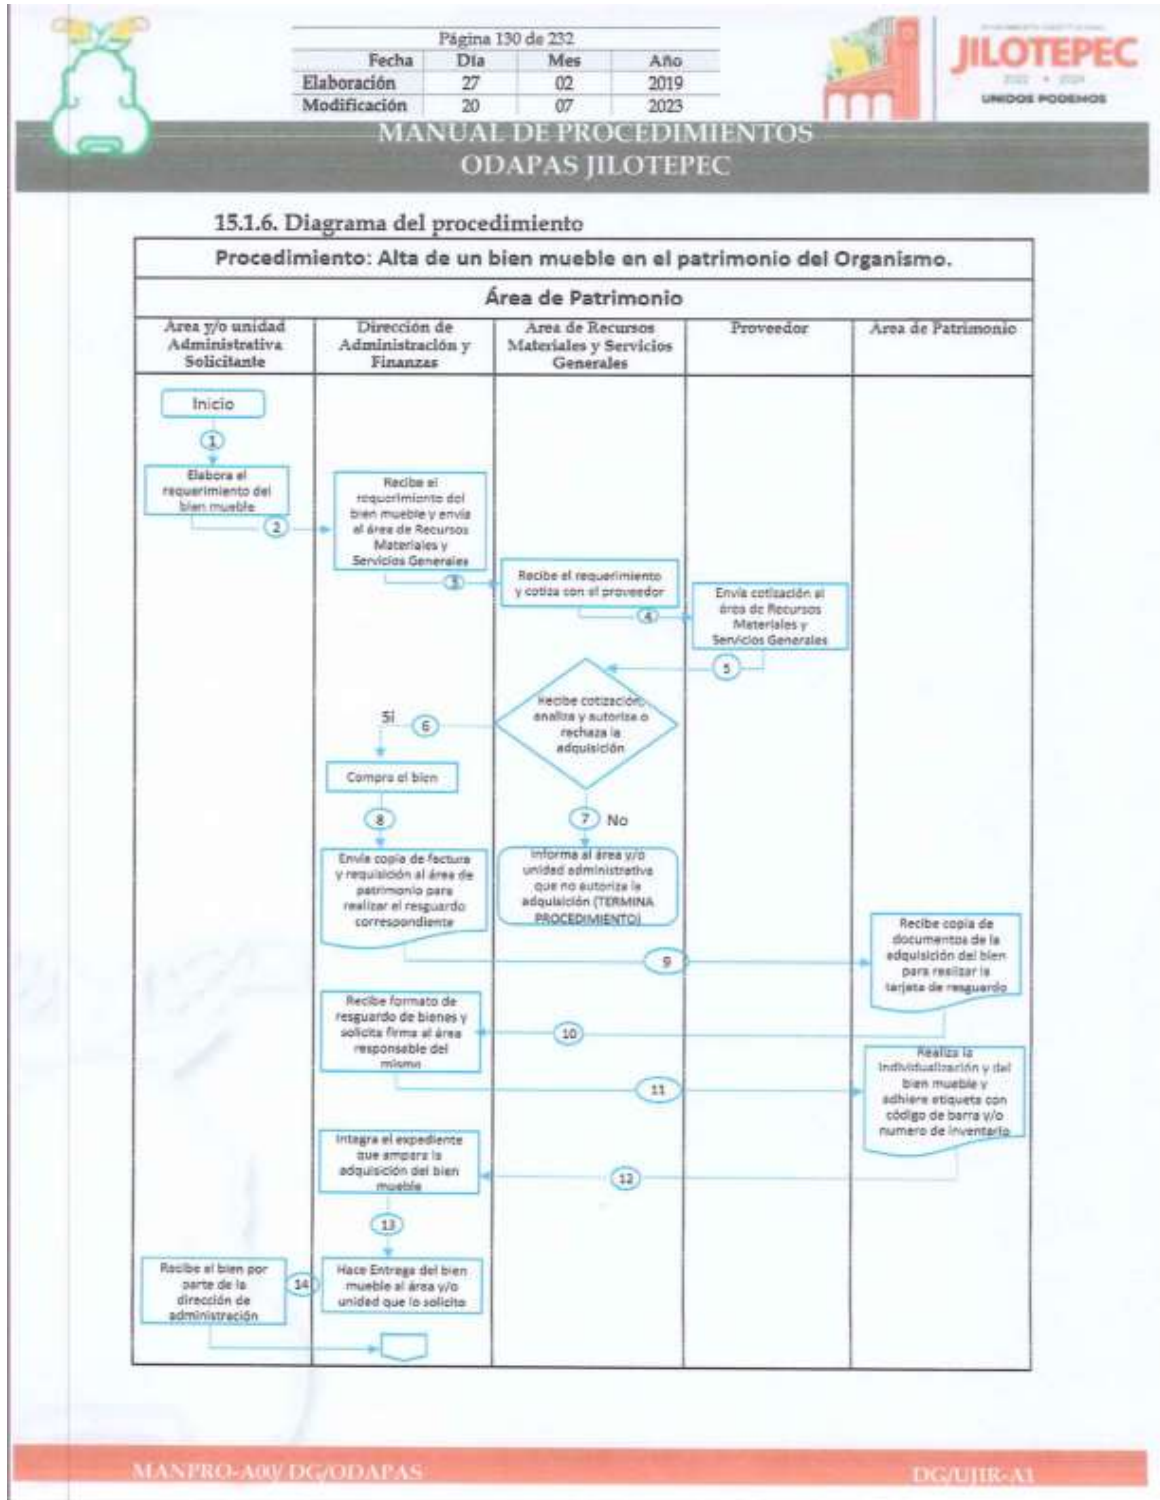 Página 130 de 232
Fecha Día Mes Año
Elaboración 27 02 2019
Modificación 20 07 2023
JILOTEPEC
UNIDOS PODEMOS
MANUAL DE PROCEDIMIENTOS
ODAPAS JILOTEPEC
15.1.6. Diagrama del procedimiento
Procedimiento: Alta de un bien mueble en el patrimonio del Organismo.
Área de Patrimonio
Área y/o unidad
Administrativa
Solicitante
Dirección de
Administración y
Finanzas
Área de Recursos
Materiales y Servicios
Generales
Proveedor
Área de Patrimonio
Inicio
1
Elabora el
requerimiento del
bien mueble
2
Recibe el
requerimiento del
bien mueble y envía
al área de Recursos
Materiales y
Servicios Generales
3
Recibe el requerimiento
y cotiza con el proveedor
4
Envía cotización al
área de Recursos
Materiales y
Servicios Generales
5
Recibe cotización,
analiza y autoriza o
rechaza la
adquisición
Si
6
Compra el bien
8
7 No
Envía copia de factura
y requisición al área de
patrimonio para
realizar el resguardo
correspondiente
Informa al área y/o
unidad administrativa
que no autoriza la
adquisición (TERMINA
PROCEDIMIENTO)
9
Recibe copia de
documentos de la
adquisición del bien
para realizar la
tarjeta de resguardo
10
Recibe formato de
resguardo de bienes y
solicita firma al área
responsable del
mismo
11
Realiza la
individualización y del
bien mueble y
adhiere etiqueta con
código de barra y/o
numero de inventario
12
Integra el expediente
que ampara la
adquisición del bien
mueble
13
Hace Entrega del bien
mueble al área y/o
unidad que lo solicito
14
Recibe el bien por
parte de la
dirección de
administración
MANPRO-A00/ DG/ODAPAS
DG/UJIR-A1